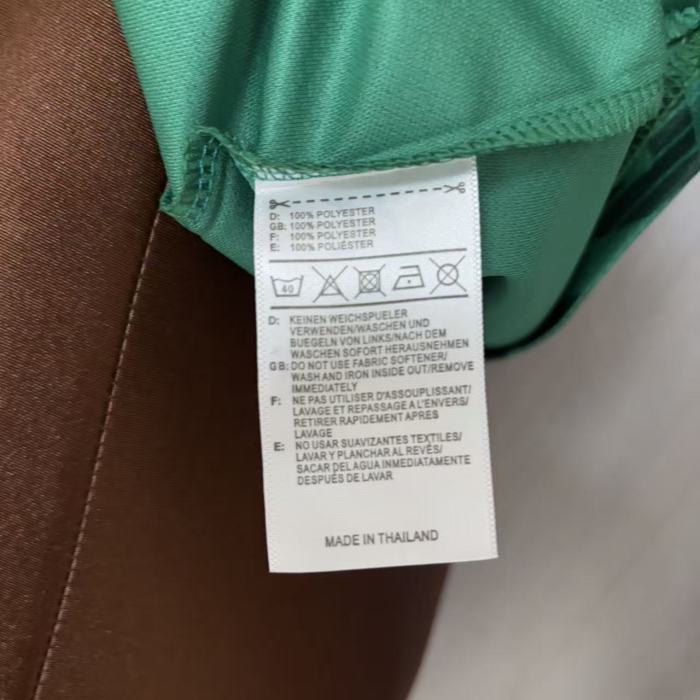 D: 100% POLYESTER
GB: 100% POLYESTER
F: 100% POLYESTER
E: 100% POLIÉSTER
40
D: KEINEN WEICHSPUELER
VERWENDEN/WASCHEN UND
BUEGELN VON LINKS/NACH DEM
WASCHEN SOFORT HERAUSNEHMEN
GB: DO NOT USE FABRIC SOFTENER/
WASH AND IRON INSIDE OUT/REMOVE
IMMEDIATELY
F: NE PAS UTILISER D'ASSOUPLISSANT/
LAVAGE ET REPASSAGE A L'ENVERS/
RETIRER RAPIDEMENT APRES
LAVAGE
E: NO USAR SUAVIZANTES TEXTILES/
LAVAR Y PLANCHAR AL REVÉS/
SACAR DEL AGUA INMEDIATAMENTE
DESPUÉS DE LAVAR
MADE IN THAILAND